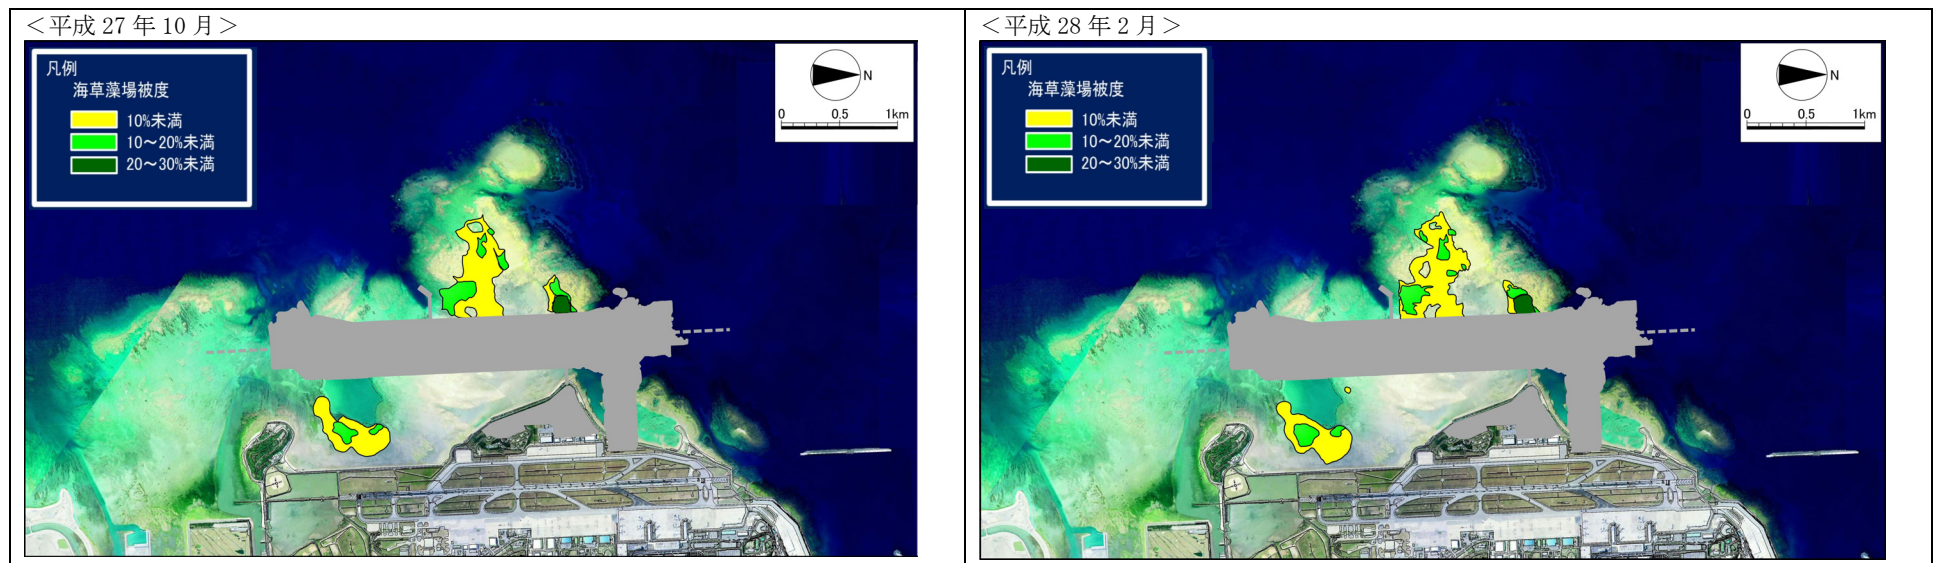 ＜平成 27 年 10 月＞
凡例
海草藻場被度
10%未満
10～20%未満
20～30%未満
N
0 0.5 1km
＜平成 28 年 2 月＞
凡例
海草藻場被度
10%未満
10～20%未満
20～30%未満
N
0 0.5 1km